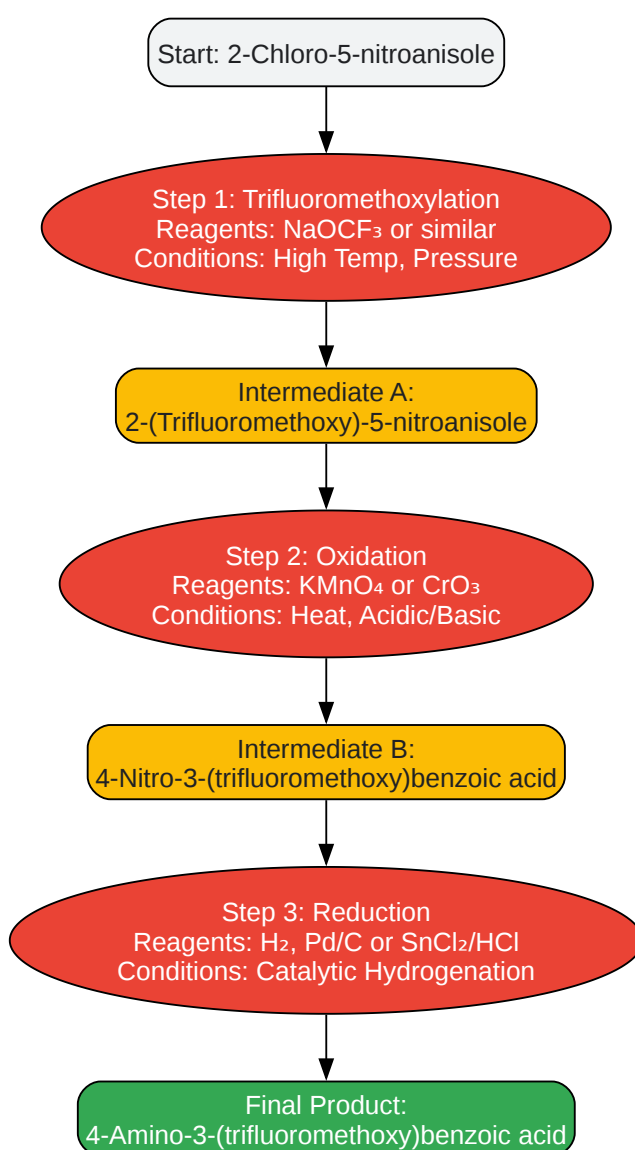 Start: 2-Chloro-5-nitroanisole
Step 1: Trifluoromethoxylation
Reagents: NaOCF₃ or similar
Conditions: High Temp, Pressure
Intermediate A:
2-(Trifluoromethoxy)-5-nitroanisole
Step 2: Oxidation
Reagents: KMnO₄ or CrO₃
Conditions: Heat, Acidic/Basic
Intermediate B:
4-Nitro-3-(trifluoromethoxy)benzoic acid
Step 3: Reduction
Reagents: H₂, Pd/C or SnCl₂/HCl
Conditions: Catalytic Hydrogenation
Final Product:
4-Amino-3-(trifluoromethoxy)benzoic acid